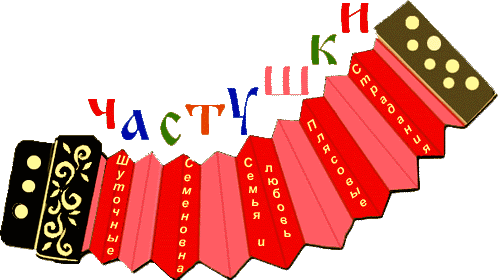 частушки
Шуточные
Семеновна
Семья и
любовь
Плясовые
Страдания